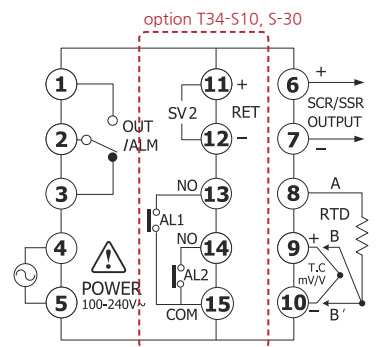 option T34-S10, S-30
1
2
3
4
5
OUT
/ALM
POWER
100-240V~
11 +
SV2
RET
12 −
NO 13
AL1
NO 14
AL2
COM 15
6 +
SCR/SSR
OUTPUT
7 −
8 A
RTD
9 + B
T.C
mV/V
10 − B'